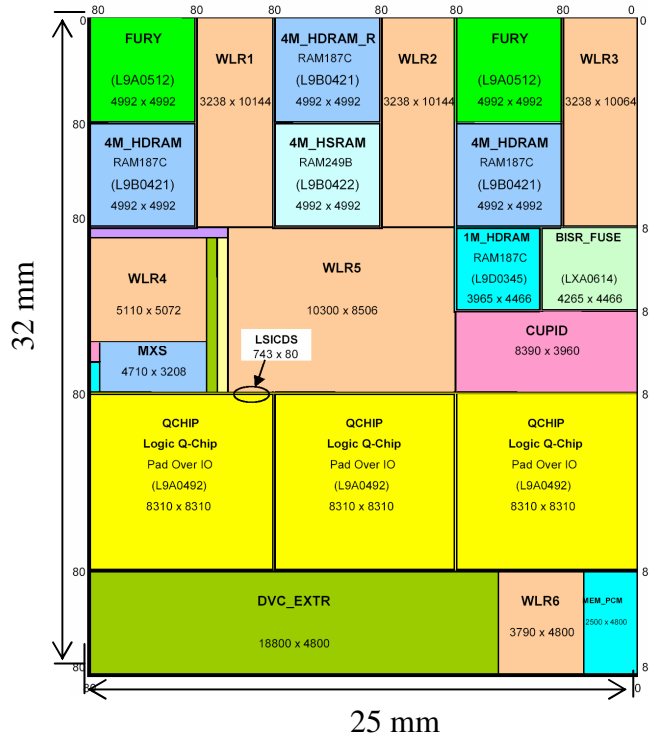 0 80 80 80 80 80 0
FURY
(L9A0512)
4992 x 4992
WLR1
3238 x 10144
4M_HDRAM_R
RAM187C
(L9B0421)
4992 x 4992
WLR2
3238 x 10144
FURY
(L9A0512)
4992 x 4992
WLR3
3238 x 10064
80 8
4M_HDRAM
RAM187C
(L9B0421)
4992 x 4992
4M_HSRAM
RAM249B
(L9B0422)
4992 x 4992
4M_HDRAM
RAM187C
(L9B0421)
4992 x 4992
80 8
WLR4
5110 x 5072
WLR5
10300 x 8506
1M_HDRAM
RAM187C
(L9D0345)
3965 x 4466
BISR_FUSE
(LXA0614)
4265 x 4466
8
MXS
4710 x 3208
LSICDS
743 x 80
CUPID
8390 x 3960
32 mm
80 8
QCHIP
Logic Q-Chip
Pad Over IO
(L9A0492)
8310 x 8310
QCHIP
Logic Q-Chip
Pad Over IO
(L9A0492)
8310 x 8310
QCHIP
Logic Q-Chip
Pad Over IO
(L9A0492)
8310 x 8310
80 8
DVC_EXTR
18800 x 4800
WLR6
3790 x 4800
MEM_PCM
2500 x 4800
80 8
80 0
25 mm